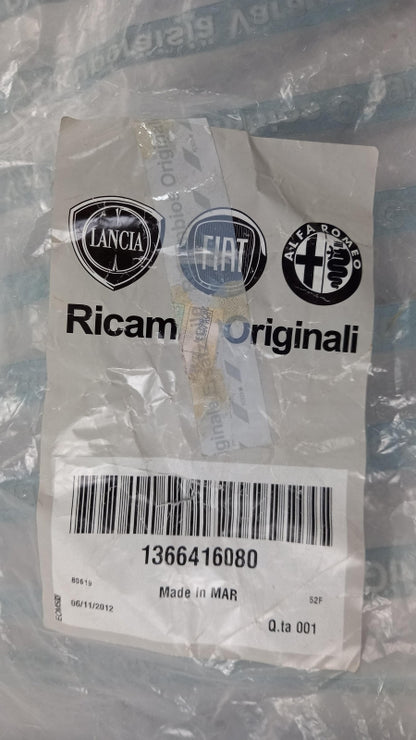 LANCIA
FIAT
ALFA ROMEO
Ricam Originali
1366416080
80619
Made in MAR
52F
06/11/2012
Q.ta 001